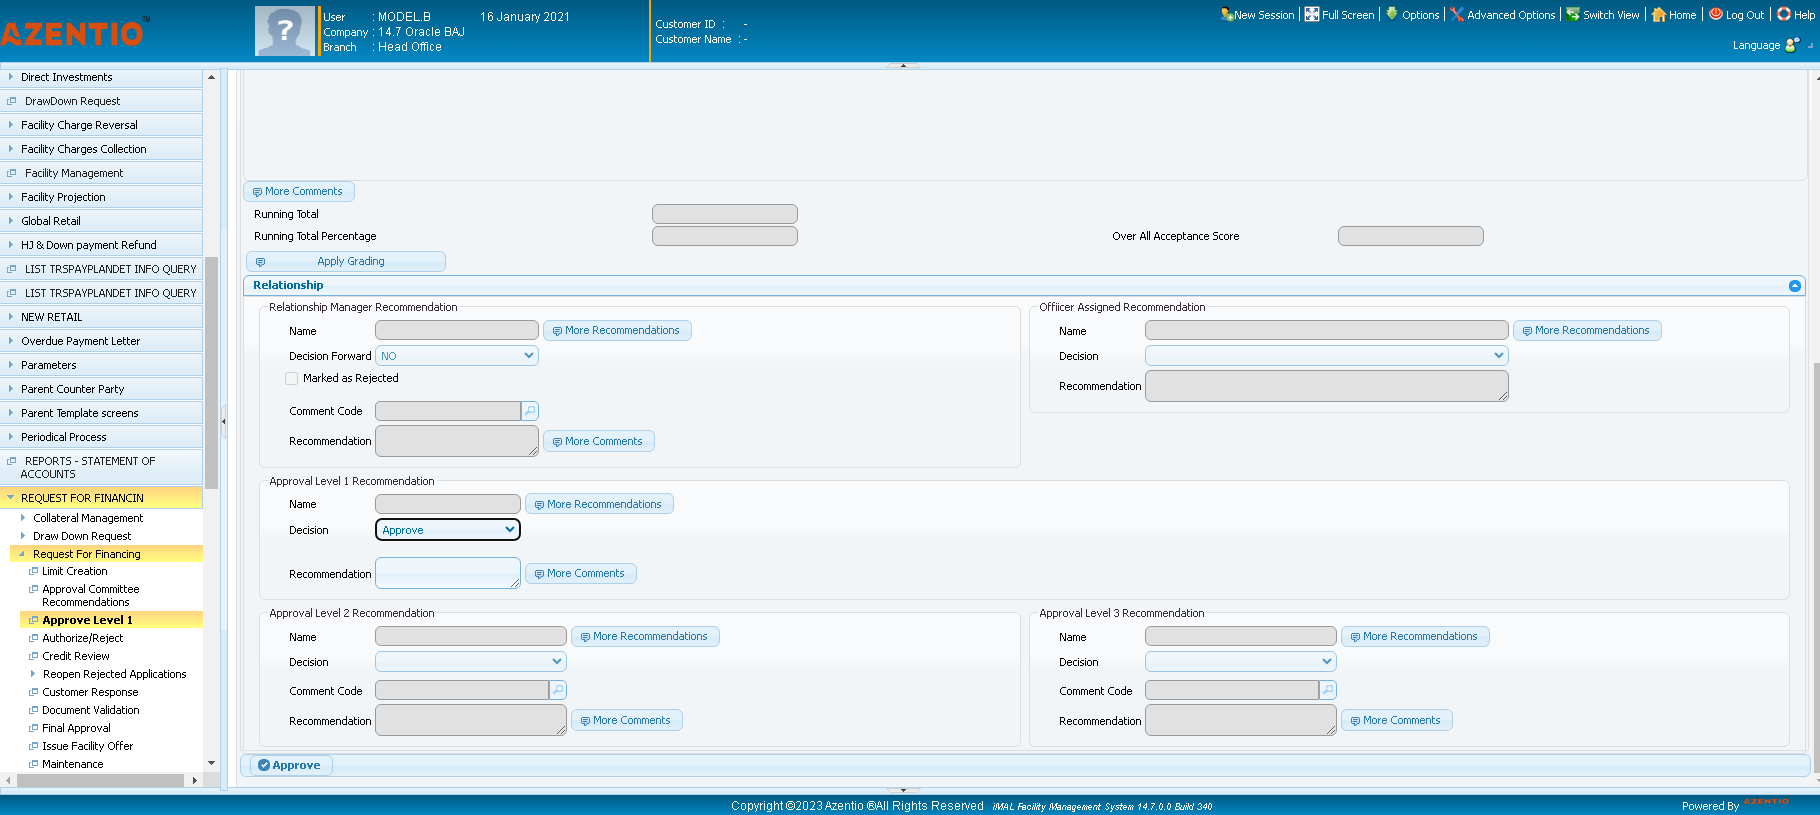 AZENTIO™
User : MODEL.B 16 January 2021
Company : 14.7 Oracle BAJ
Branch : Head Office
Customer ID : -
Customer Name : -
New Session Full Screen Options Advanced Options Switch View Home Log Out Help
Language
Direct Investments
DrawDown Request
Facility Charge Reversal
Facility Charges Collection
Facility Management
Facility Projection
Global Retail
HJ & Down payment Refund
LIST TRSPAYPLANDET INFO QUERY
LIST TRSPAYPLANDET INFO QUERY
NEW RETAIL
Overdue Payment Letter
Parameters
Parent Counter Party
Parent Template screens
Periodical Process
REPORTS - STATEMENT OF
ACCOUNTS
REQUEST FOR FINANCIN
Collateral Management
Draw Down Request
Request For Financing
Limit Creation
Approval Committee
Recommendations
Approve Level 1
Authorize/Reject
Credit Review
Reopen Rejected Applications
Customer Response
Document Validation
Final Approval
Issue Facility Offer
Maintenance
More Comments
Running Total
Running Total Percentage Over All Acceptance Score
Apply Grading
Relationship
Relationship Manager Recommendation
Name More Recommendations
Decision Forward NO
Marked as Rejected
Comment Code
Recommendation More Comments
Offiicer Assigned Recommendation
Name More Recommendations
Decision
Recommendation
Approval Level 1 Recommendation
Name More Recommendations
Decision Approve
Recommendation More Comments
Approval Level 2 Recommendation
Name More Recommendations
Decision
Comment Code
Recommendation More Comments
Approval Level 3 Recommendation
Name More Recommendations
Decision
Comment Code
Recommendation More Comments
Approve
Copyright ©2023 Azentio ®All Rights Reserved iMAL Facility Management System 14.7.0.0 Build 340
Powered By AZENTIO